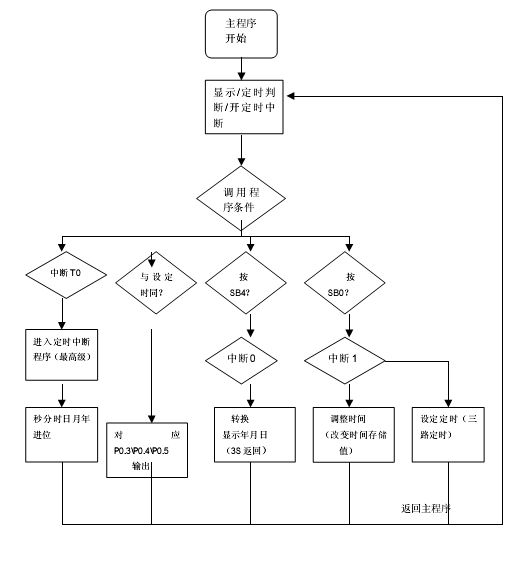 主程序
开始
显示/定时判
断/开定时中
断
调用程
序条件
中断T0
与设定
时同?
按
SB4?
按
SB0?
进入定时中断
程序(最高级)
中断0
中断1
秒分时日月年
进位
对 应
P0.3\P0.4\P0.5
输出
转换
显示年月日
(3S返回)
调整时间
(改变时间存储
值)
设定定时(三
路定时)
返回主程序